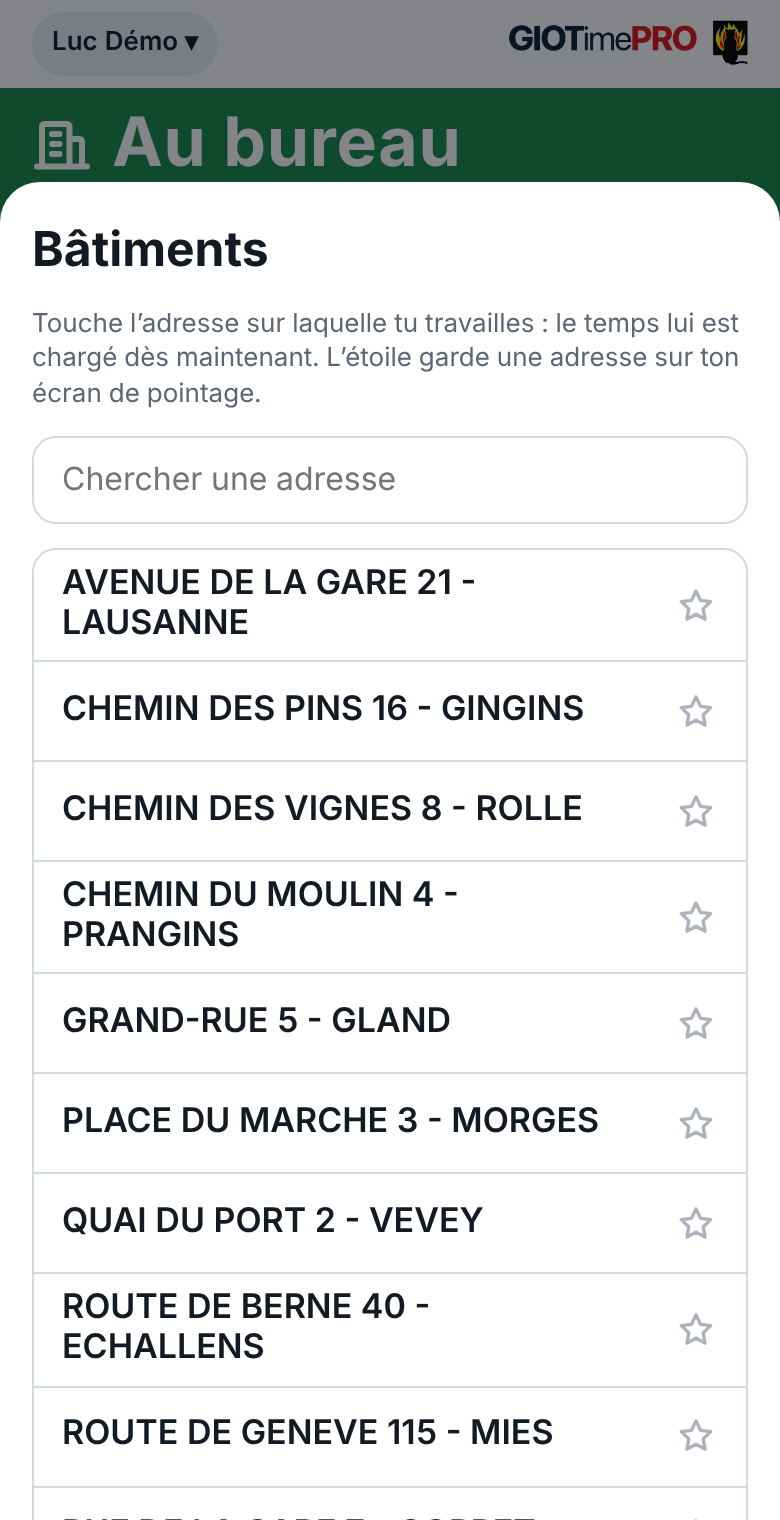 Luc Démo ▾
GIOTimePRO
Au bureau
Bâtiments
Touche l’adresse sur laquelle tu travailles : le temps lui est
chargé dès maintenant. L’étoile garde une adresse sur ton
écran de pointage.
Chercher une adresse
AVENUE DE LA GARE 21 -
LAUSANNE
CHEMIN DES PINS 16 - GINGINS
CHEMIN DES VIGNES 8 - ROLLE
CHEMIN DU MOULIN 4 -
PRANGINS
GRAND-RUE 5 - GLAND
PLACE DU MARCHE 3 - MORGES
QUAI DU PORT 2 - VEVEY
ROUTE DE BERNE 40 -
ECHALLENS
ROUTE DE GENEVE 115 - MIES